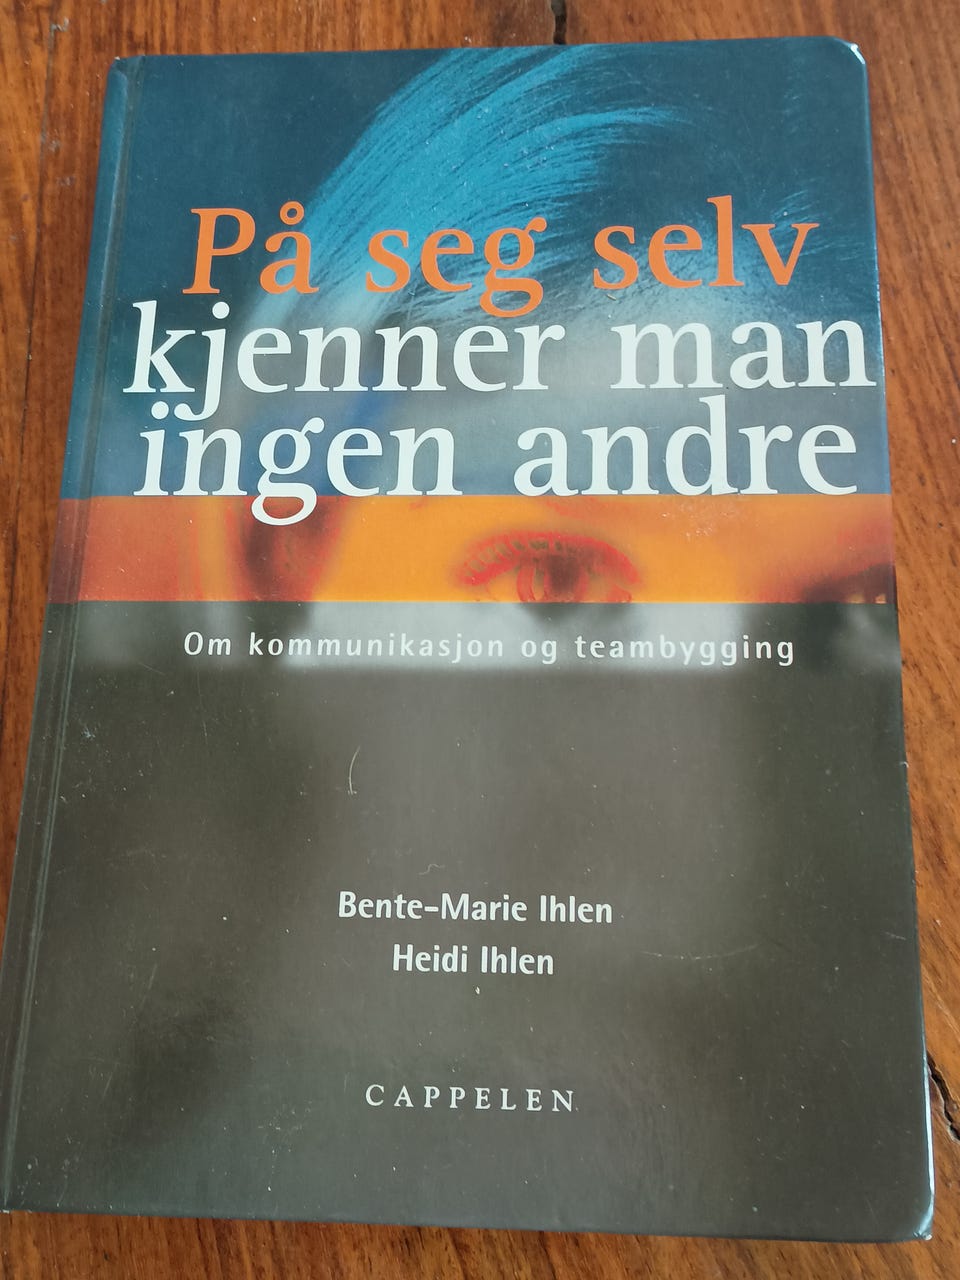 På seg selv
kjenner man
ingen andre
Om kommunikasjon og teambygging
Bente-Marie Ihlen
Heidi Ihlen
CAPPELEN